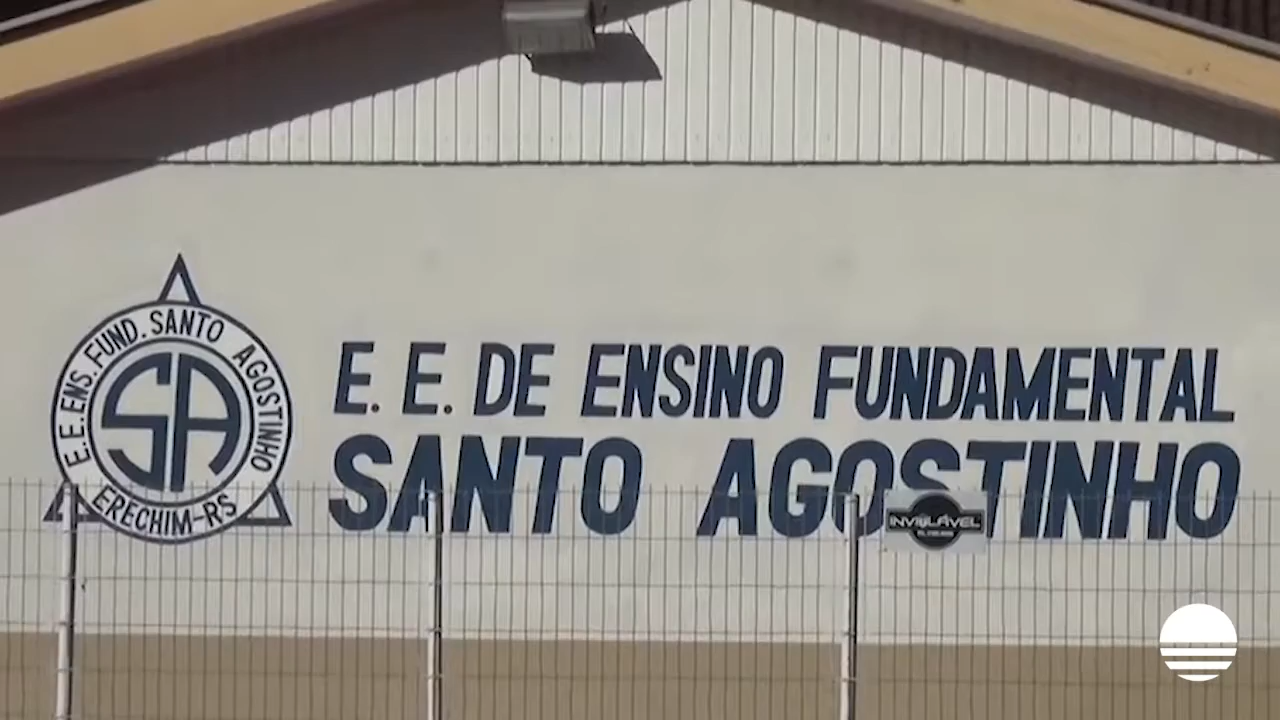 E. E. ENS. FUND. SANTO AGOSTINHO
SA
ERECHIM-RS
E. E. DE ENSINO FUNDAMENTAL
SANTO AGOSTINHO
INVIOLÁVEL